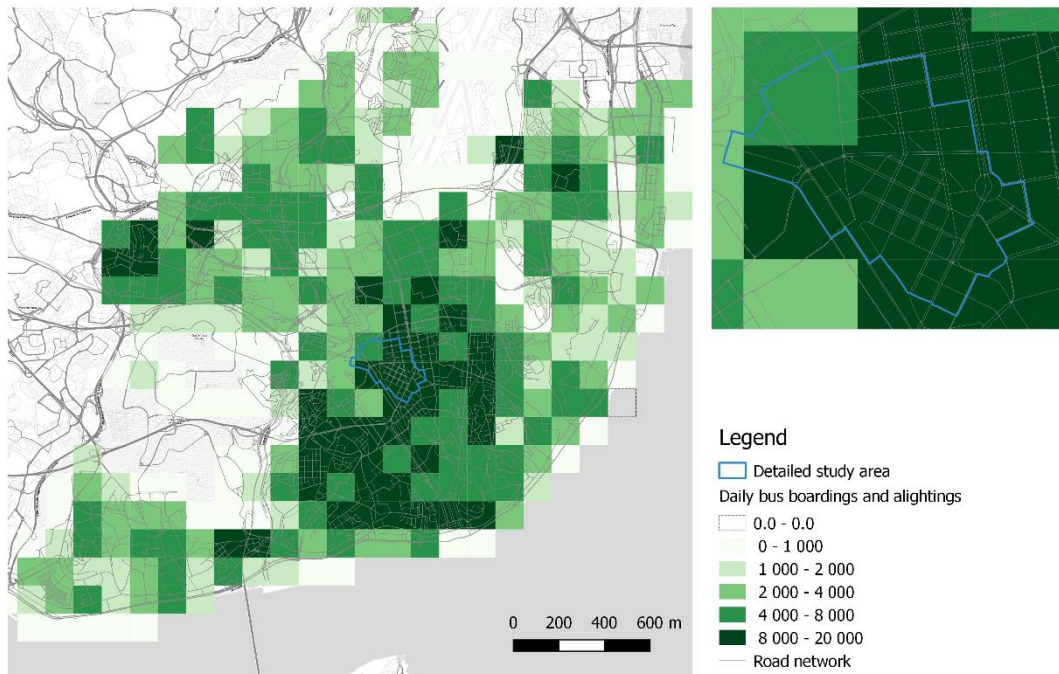 Legend
Detailed study area
Daily bus boardings and alightings
0.0 - 0.0
0 - 1 000
1 000 - 2 000
2 000 - 4 000
4 000 - 8 000
8 000 - 20 000
Road network
0 200 400 600 m